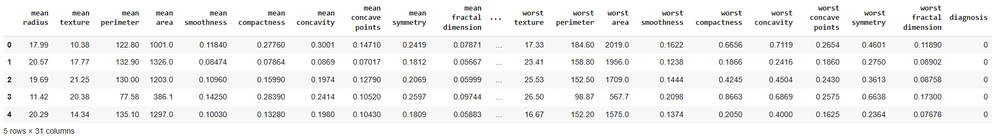 mean radius mean texture mean perimeter mean area mean smoothness mean compactness mean concavity mean concave points mean symmetry mean fractal dimension ... worst texture worst perimeter worst area worst smoothness worst compactness worst concavity worst concave points worst symmetry worst fractal dimension diagnosis
0 17.99 10.38 122.80 1001.0 0.11840 0.27760 0.3001 0.14710 0.2419 0.07871 ... 17.33 184.60 2019.0 0.1622 0.6656 0.7119 0.2654 0.4601 0.11890 0
1 20.57 17.77 132.90 1326.0 0.08474 0.07864 0.0869 0.07017 0.1812 0.05667 ... 23.41 158.80 1956.0 0.1238 0.1866 0.2416 0.1860 0.2750 0.08902 0
2 19.69 21.25 130.00 1203.0 0.10960 0.15990 0.1974 0.12790 0.2069 0.05999 ... 25.53 152.50 1709.0 0.1444 0.4245 0.4504 0.2430 0.3613 0.08758 0
3 11.42 20.38 77.58 386.1 0.14250 0.28390 0.2414 0.10520 0.2597 0.09744 ... 26.50 98.87 567.7 0.2098 0.8663 0.6869 0.2575 0.6638 0.17300 0
4 20.29 14.34 135.10 1297.0 0.10030 0.13280 0.1980 0.10430 0.1809 0.05883 ... 16.67 152.20 1575.0 0.1374 0.2050 0.4000 0.1625 0.2364 0.07678 0
5 rows × 31 columns